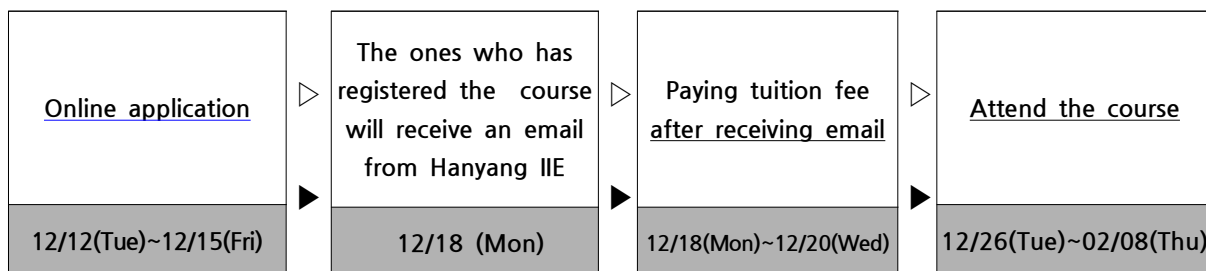 Online application
12/12(Tue)~12/15(Fri)
The ones who has
registered the course
will receive an email
from Hanyang IIE
12/18 (Mon)
Paying tuition fee
after receiving email
12/18(Mon)~12/20(Wed)
Attend the course
12/26(Tue)~02/08(Thu)